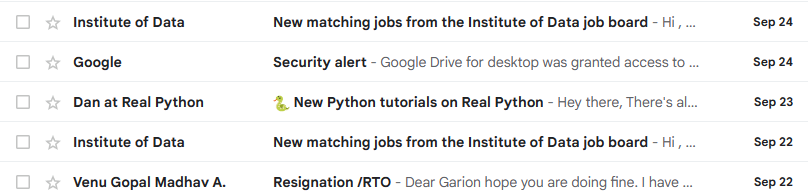 Institute of Data New matching jobs from the Institute of Data job board - Hi , ... Sep 24
Google Security alert - Google Drive for desktop was granted access to ... Sep 24
Dan at Real Python 🐍 New Python tutorials on Real Python - Hey there, There's al... Sep 23
Institute of Data New matching jobs from the Institute of Data job board - Hi , ... Sep 22
Venu Gopal Madhav A. Resignation /RTO - Dear Garion hope you are doing fine. I have ... Sep 22